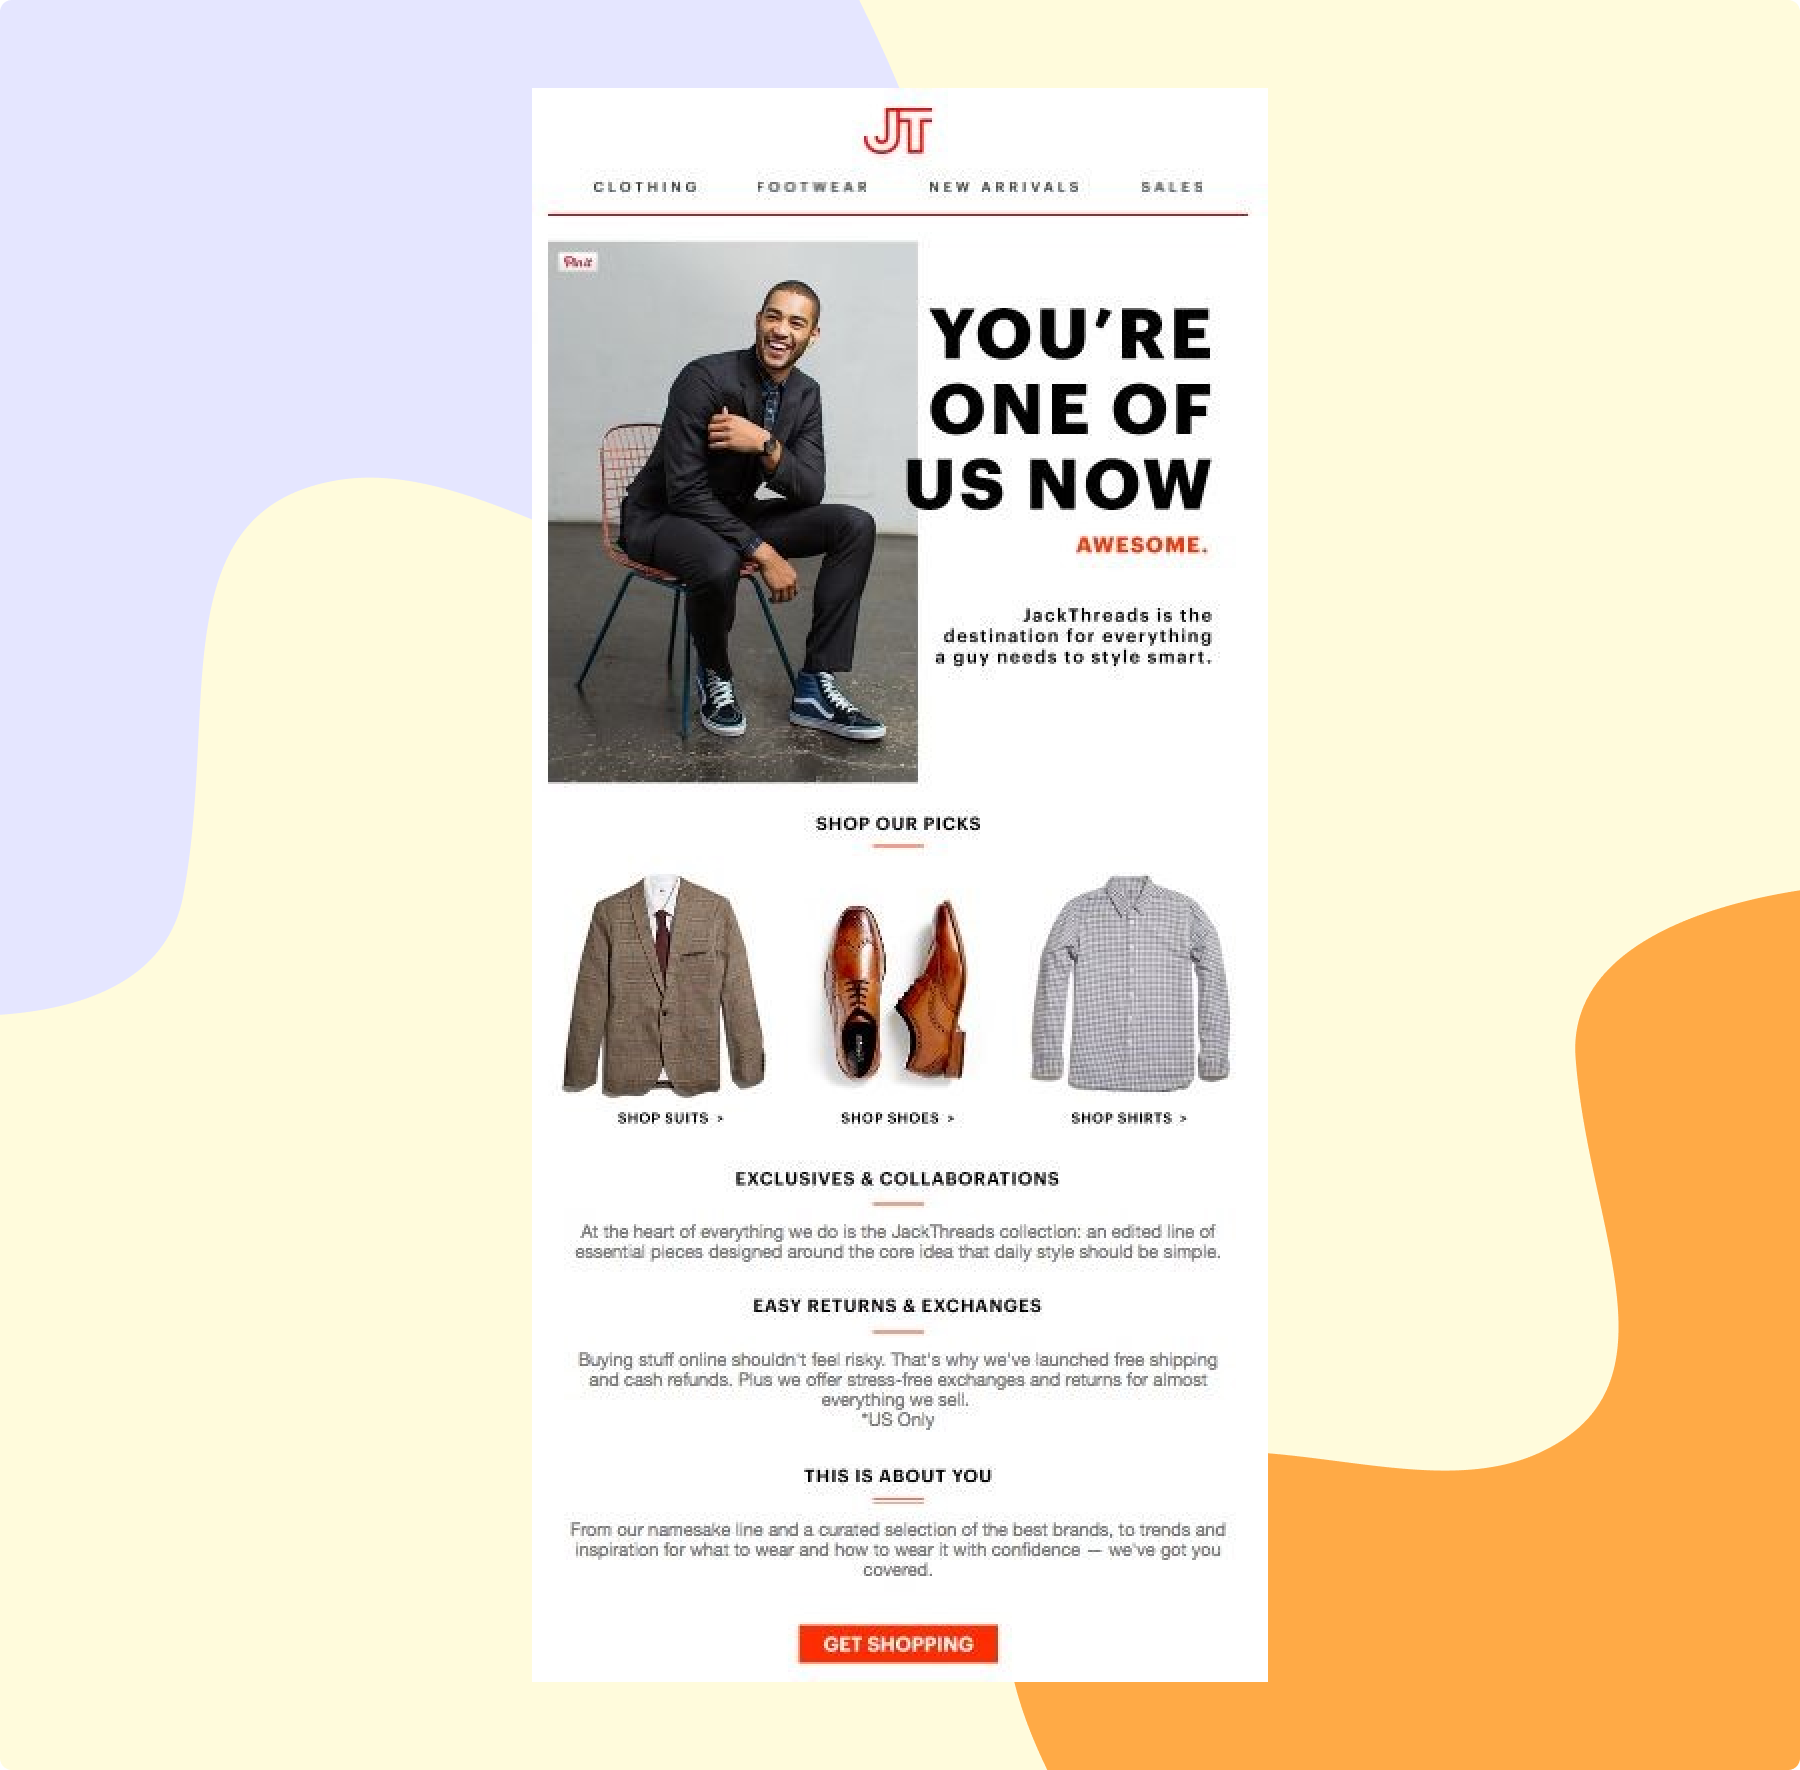 JT
CLOTHING FOOTWEAR NEW ARRIVALS SALES
Pin it
YOU'RE
ONE OF
US NOW
AWESOME.
JackThreads is the
destination for everything
a guy needs to style smart.
SHOP OUR PICKS
SHOP SUITS >
SHOP SHOES >
SHOP SHIRTS >
EXCLUSIVES & COLLABORATIONS
At the heart of everything we do is the JackThreads collection: an edited line of
essential pieces designed around the core idea that daily style should be simple.
EASY RETURNS & EXCHANGES
Buying stuff online shouldn't feel risky. That's why we've launched free shipping
and cash refunds. Plus we offer stress-free exchanges and returns for almost
everything we sell.
*US Only
THIS IS ABOUT YOU
From our namesake line and a curated selection of the best brands, to trends and
inspiration for what to wear and how to wear it with confidence — we've got you
covered.
GET SHOPPING